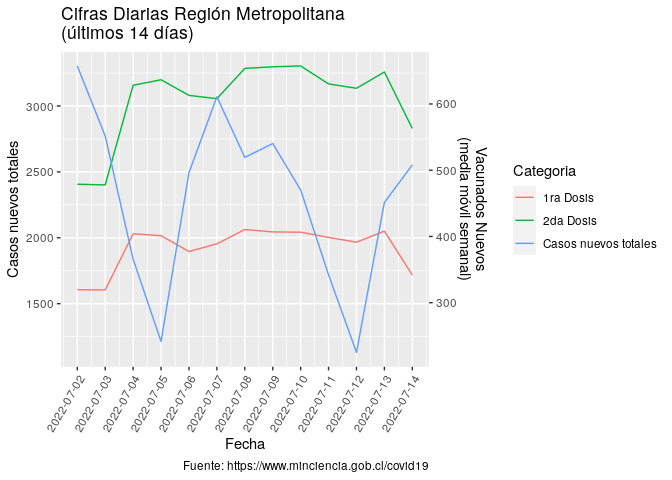 Cifras Diarias Región Metropolitana
(últimos 14 días)
Casos nuevos totales
3000
2500
2000
1500
600
500
400
300
Vacunados Nuevos
(media móvil semanal)
2022-07-02
2022-07-03
2022-07-04
2022-07-05
2022-07-06
2022-07-07
2022-07-08
2022-07-09
2022-07-10
2022-07-11
2022-07-12
2022-07-13
2022-07-14
Fecha
Categoria
1ra Dosis
2da Dosis
Casos nuevos totales
Fuente: https://www.minciencia.gob.cl/covid19